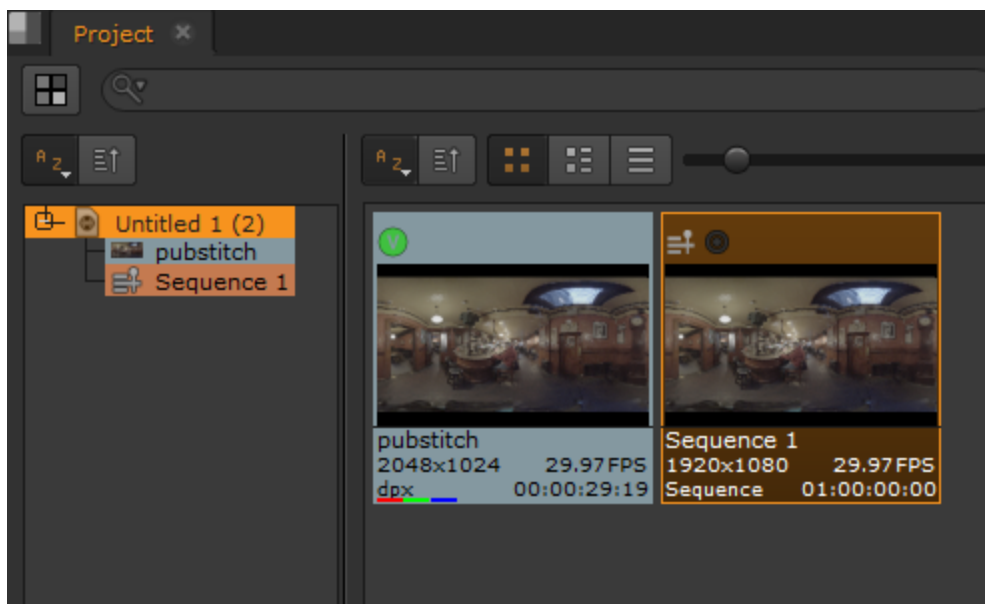 Project
A Z
A Z
Untitled 1 (2)
pubstitch
Sequence 1
V
pubstitch
2048x1024 29.97FPS
dpx 00:00:29:19
Sequence 1
1920x1080 29.97FPS
Sequence 01:00:00:00